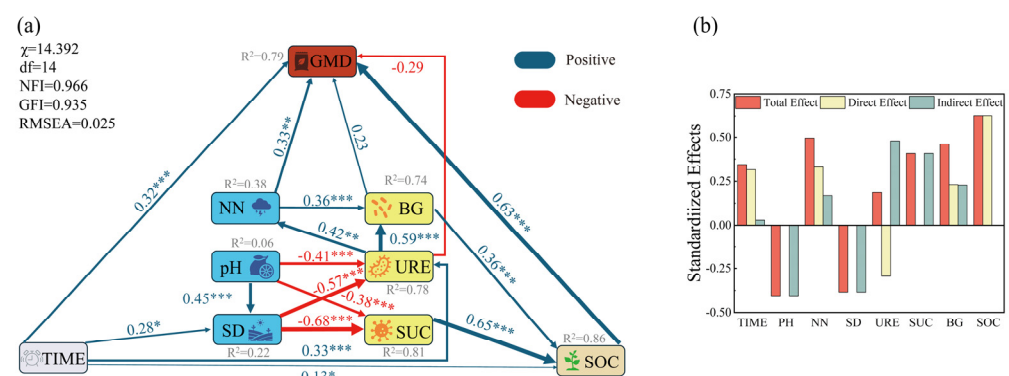 (a)
χ=14.392
df=14
NFI=0.966
GFI=0.935
RMSEA=0.025
R²=0.79
GMD
-0.29
Positive
Negative
0.32***
0.33**
0.23
0.63***
R²=0.38
NN
0.36***
R²=0.74
BG
0.42**
0.59***
0.36***
R²=0.06
pH
-0.41***
URE
R²=0.78
0.45***
-0.57***
-0.38***
SD
-0.68***
SUC
R²=0.22
R²=0.81
0.65***
0.28*
0.33***
TIME
0.13*
R²=0.86
SOC
(b)
Standardiized Effects
0.75
0.50
0.25
0.00
-0.25
-0.50
Total Effect
Direct Effect
Indirect Effect
TIME
PH
NN
SD
URE
SUC
BG
SOC